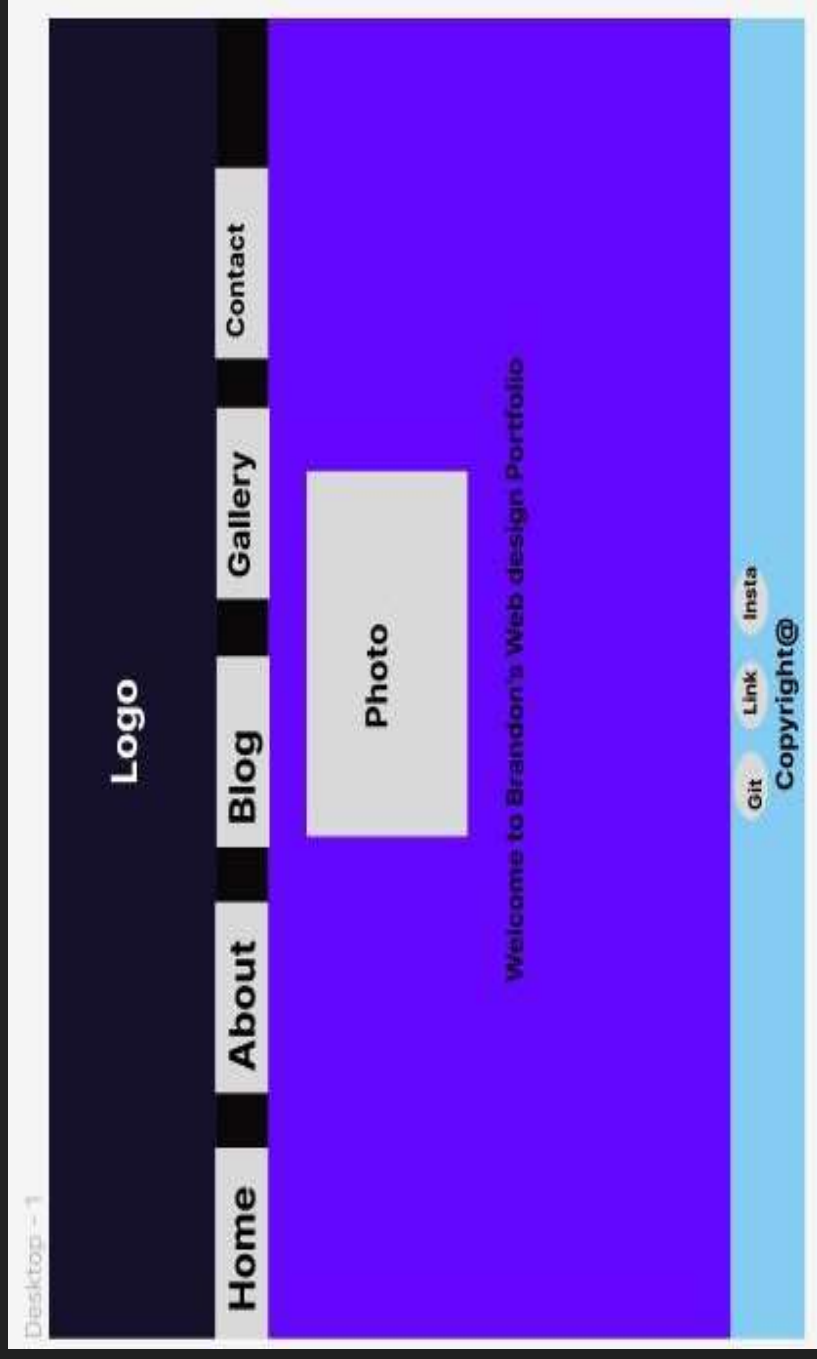 Desktop - 1
Logo
Home About Blog Gallery Contact
Photo
Welcome to Brandon's Web design Portfolio
Git Link Insta
Copyright@